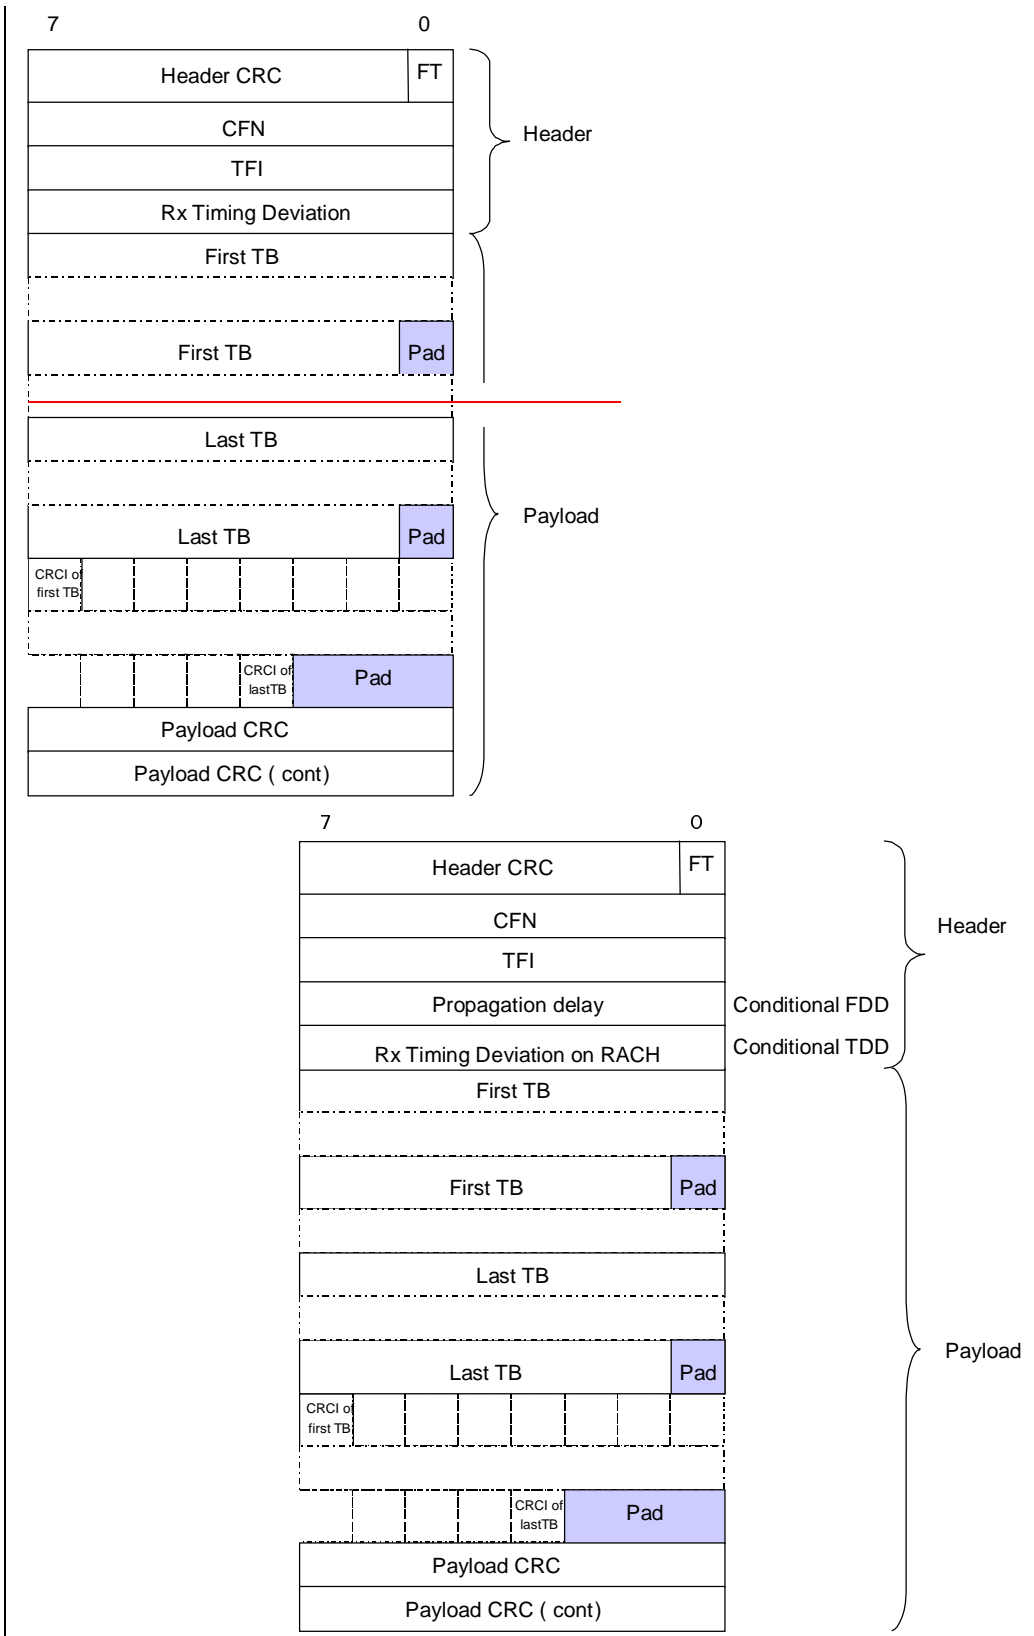 7 0
Header CRC FT
CFN
Header
TFI
Rx Timing Deviation
First TB
First TB Pad
Last TB
Payload
Last TB Pad
CRCI of
first TB
CRCI of
lastTB
Pad
Payload CRC
Payload CRC ( cont)
7 0
Header CRC FT
CFN
Header
TFI
Propagation delay Conditional FDD
Rx Timing Deviation on RACH Conditional TDD
First TB
First TB Pad
Last TB
Payload
Last TB Pad
CRCI of
first TB
CRCI of
lastTB
Pad
Payload CRC
Payload CRC ( cont)